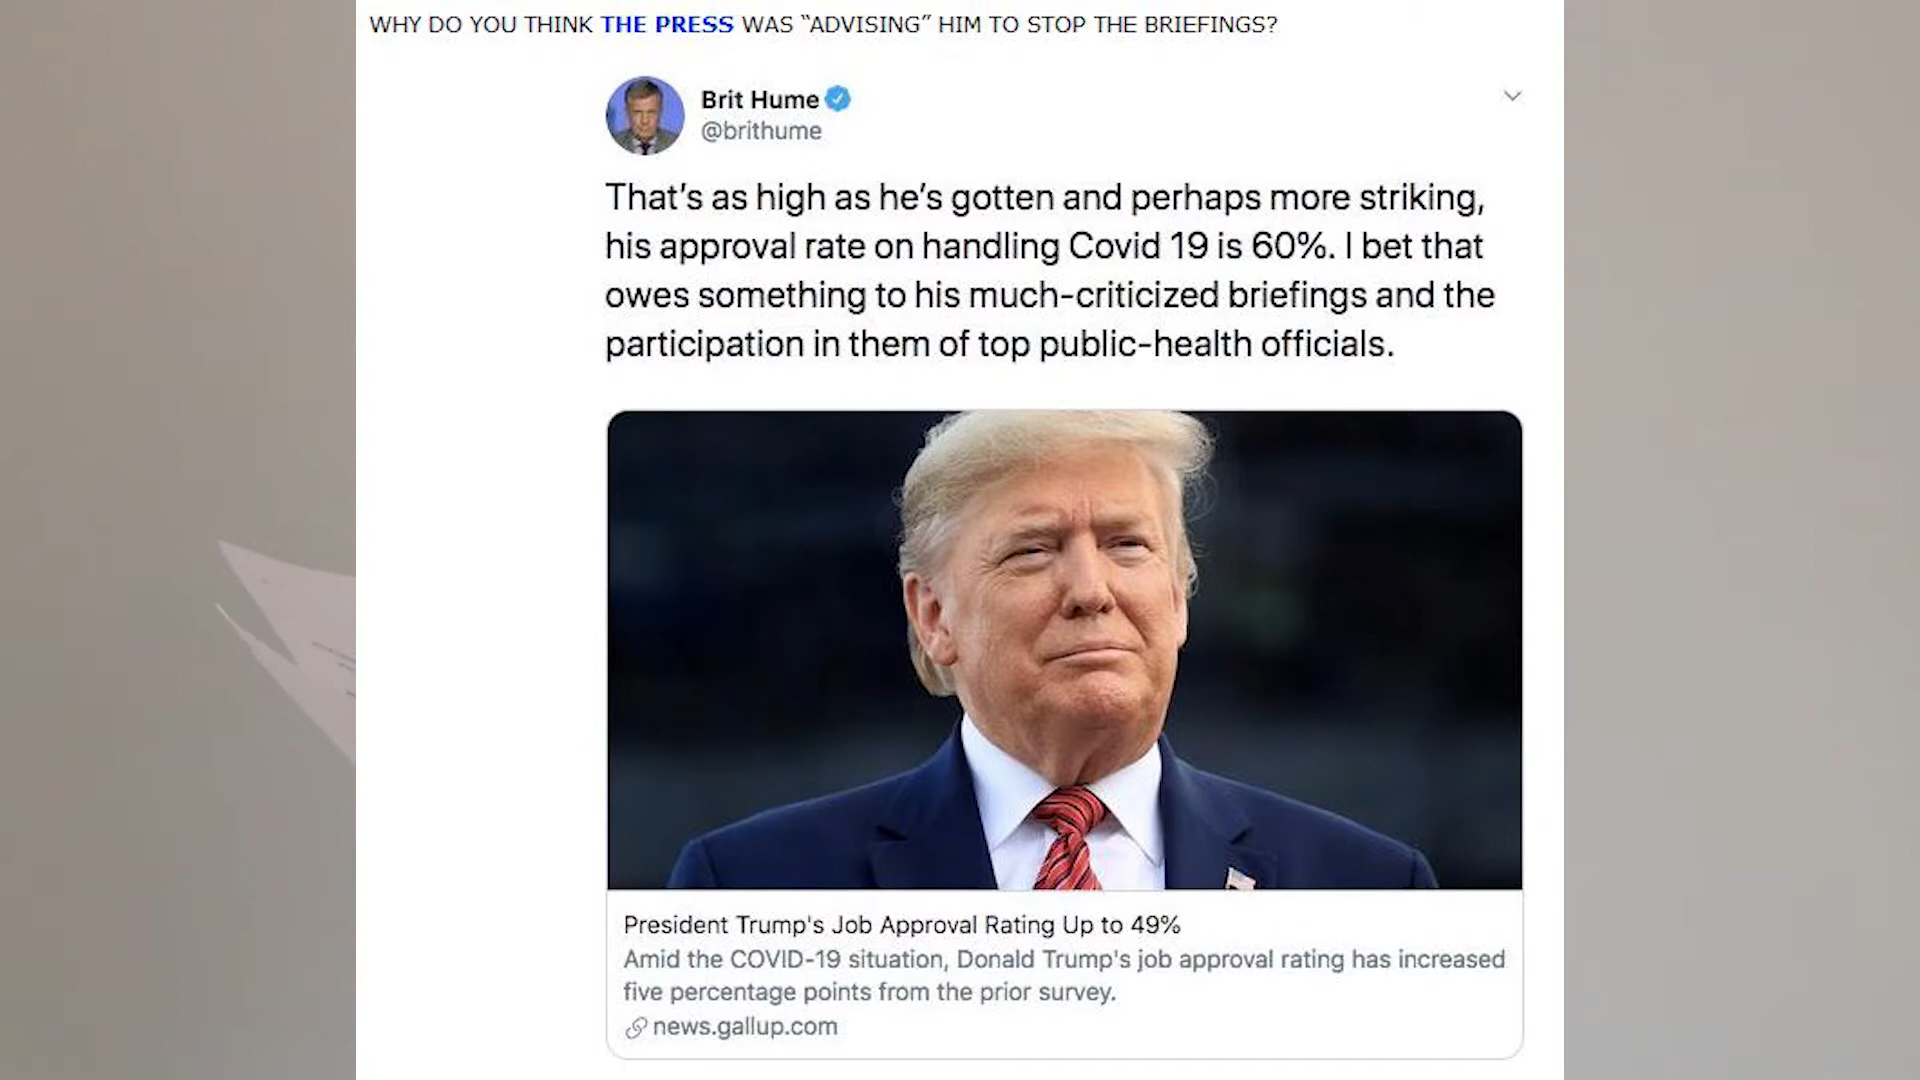 WHY DO YOU THINK THE PRESS WAS “ADVISING” HIM TO STOP THE BRIEFINGS?
Brit Hume
@brithume
That’s as high as he’s gotten and perhaps more striking,
his approval rate on handling Covid 19 is 60%. I bet that
owes something to his much-criticized briefings and the
participation in them of top public-health officials.
President Trump's Job Approval Rating Up to 49%
Amid the COVID-19 situation, Donald Trump's job approval rating has increased
five percentage points from the prior survey.
news.gallup.com